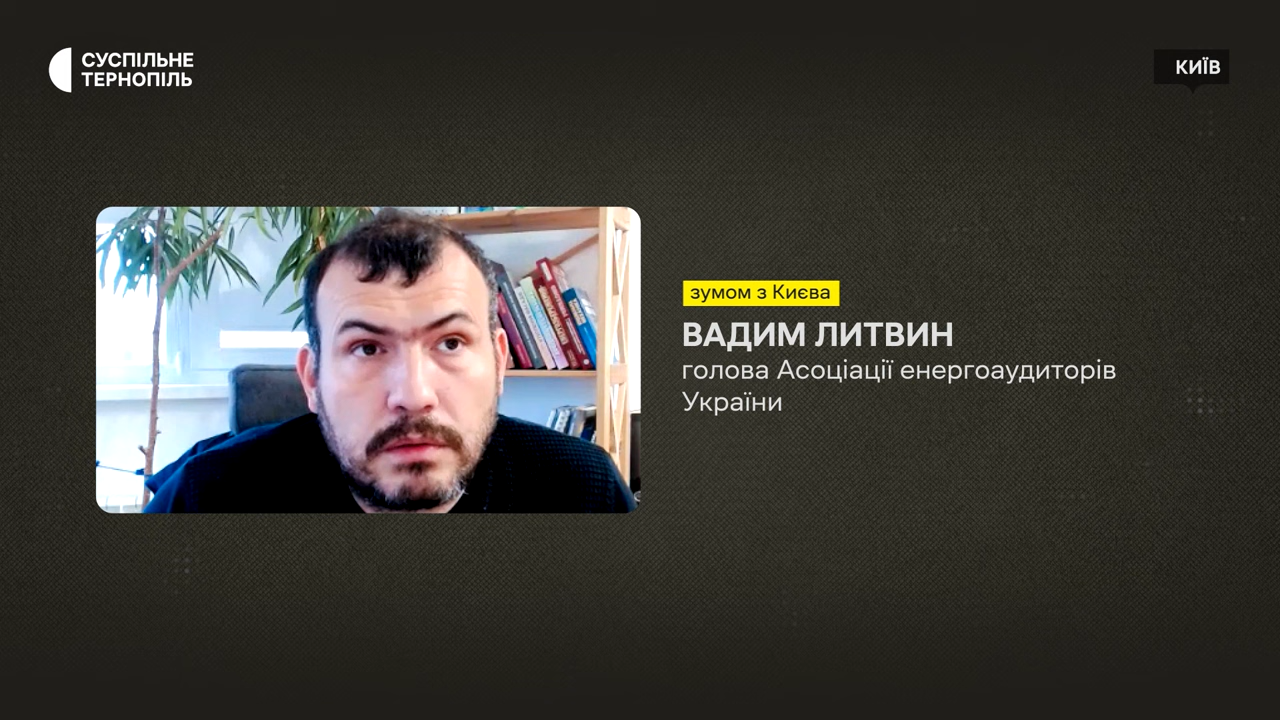 СУСПІЛЬНЕ
ТЕРНОПІЛЬ
КИЇВ
зумом з Києва
ВАДИМ ЛИТВИН
голова Асоціації енергоаудиторів
України